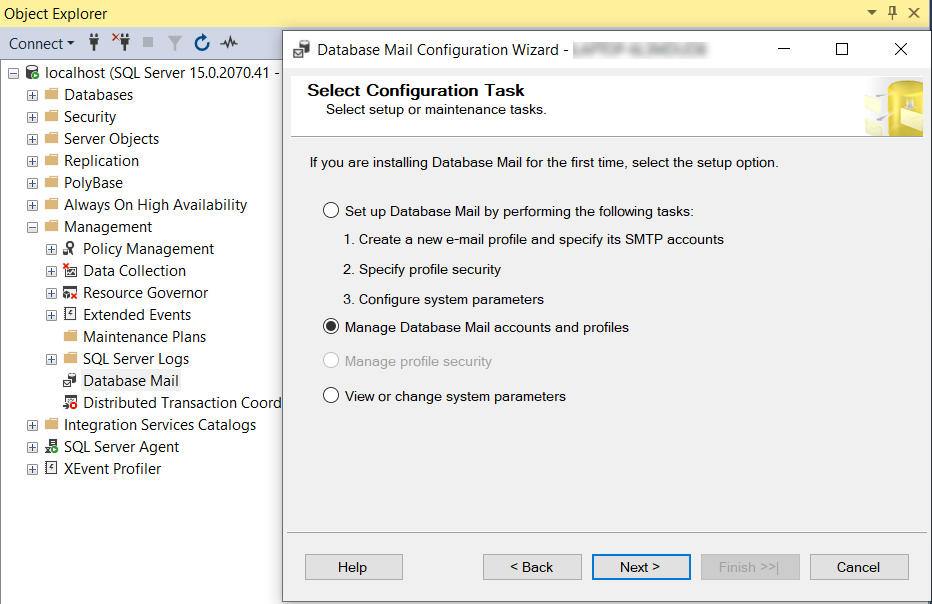 Object Explorer
Connect
localhost (SQL Server 15.0.2070.41 -
Databases
Security
Server Objects
Replication
PolyBase
Always On High Availability
Management
Policy Management
Data Collection
Resource Governor
Extended Events
Maintenance Plans
SQL Server Logs
Database Mail
Distributed Transaction Coord
Integration Services Catalogs
SQL Server Agent
XEvent Profiler
Database Mail Configuration Wizard -
Select Configuration Task
Select setup or maintenance tasks.
If you are installing Database Mail for the first time, select the setup option.
Set up Database Mail by performing the following tasks:
1. Create a new e-mail profile and specify its SMTP accounts
2. Specify profile security
3. Configure system parameters
Manage Database Mail accounts and profiles
Manage profile security
View or change system parameters
Help
< Back
Next >
Finish >>|
Cancel